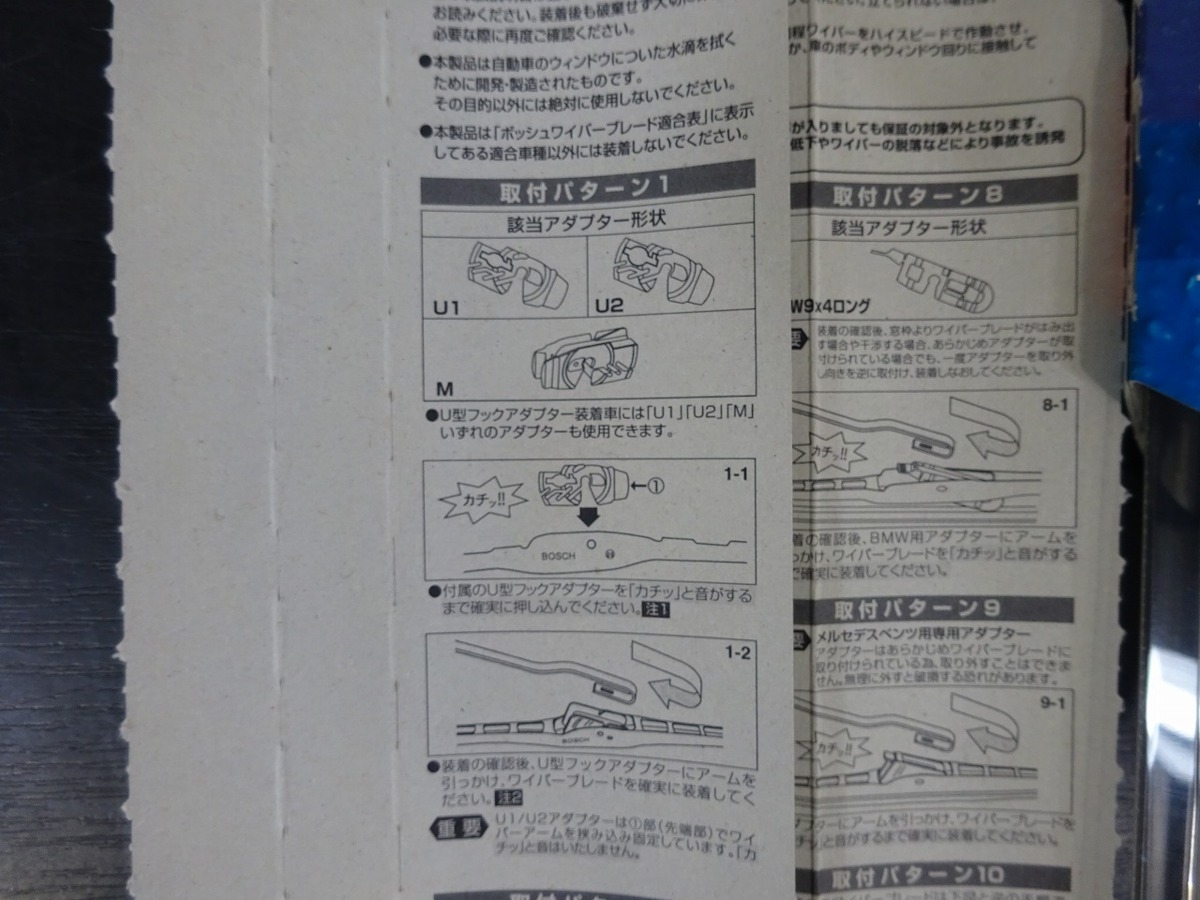 お読みください。装着後も破棄せず大切に
必要な際に再度ご確認ください。
●本製品は自動車のウィンドウについた水滴を拭く
ために開発・製造されたものです。
その目的以外には絶対に使用しないでください。
●本製品は「ボッシュワイパーブレード適合表」に表示
してある適合車種以外には装着しないでください。
取付パターン1
該当アダプター形状
U1
U2
M
●U型フックアダプター装着車には「U1」「U2」「M」
いずれのアダプターも使用できます。
1-1
カチッ!!
←①
BOSCH
●付属のU型フックアダプターを「カチッ」と音がする
まで確実に押し込んでください。注1
1-2
BOSCH
●装着の確認後、U型フックアダプターにアームを
引っかけ、ワイパーブレードを確実に装着してく
ださい。注2
重要
U1/U2アダプターは①部(先端部)でワイ
パーアームを挟み込み固定しています。「カ
チッ」と音はいたしません。
程ワイパーをハイスピードで作動させ、
か、車のボディやウィンドウ回りに接触して
が入りましても保証の対象外となります。
低下やワイパーの脱落などにより事故を誘発
取付パターン8
該当アダプター形状
W9x4ロング
要
装着の確認後、窓枠よりワイパーブレードがはみ出
す場合や干渉する場合、あらかじめアダプターが取
付けられている場合でも、一度アダプターを取り外
し向きを逆に取付け、装着しなおしてください。
8-1
カチッ!!
着の確認後、BMW用アダプターにアームを
っかけ、ワイパーブレードを「カチッ」と音がする
で確実に装着してください。
取付パターン9
要
メルセデスベンツ用専用アダプター
アダプターはあらかじめワイパーブレードに
取り付けられている為、取り外すことはできま
せん。無理に外すと破損する恐れがあります。
9-1
カチッ!!
プターにアームを引っかけ、ワイパーブレードを
チッ」と音がするまで確実に装着してください。
取付パターン10